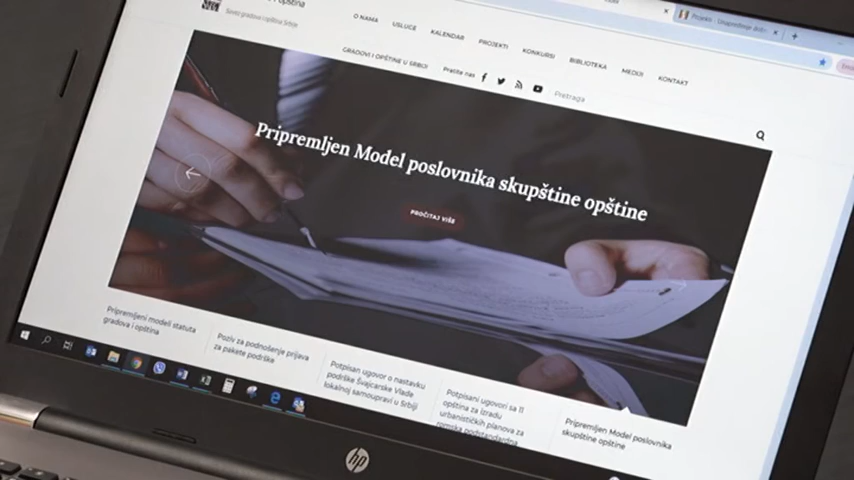 Projekti - Unapređenje
opština
Stalna
gradova i opština Srbije
O NAMA USLUGE KALENDAR PROJEKTI KONKURSI BIBLIOTEKA MEDIJI KONTAKT
GRADOVI I OPŠTINE U SRBIJI Pratite nas Pretraga
Pripremljen Model poslovnika skupštine opštine
PROČITAJ VIŠE
Pripremljeni modeli statuta
gradova i opština
Poziv za podnošenje prijava
za pakete podrške
Potpisan ugovor o nastavku
podrške Švajcarske Vlade
lokalnoj samoupravi u Srbiji
Potpisani ugovori sa 11
opština za izradu
urbanističkih planova za
romska podstandardna
Pripremljen Model poslovnika
skupštine opštine
hp